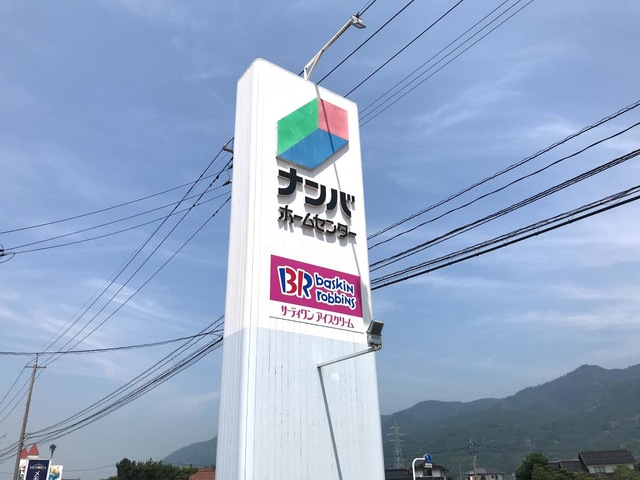 ナンバ
ホームセンター
BR baskin
robbins
サーティワン アイスクリーム